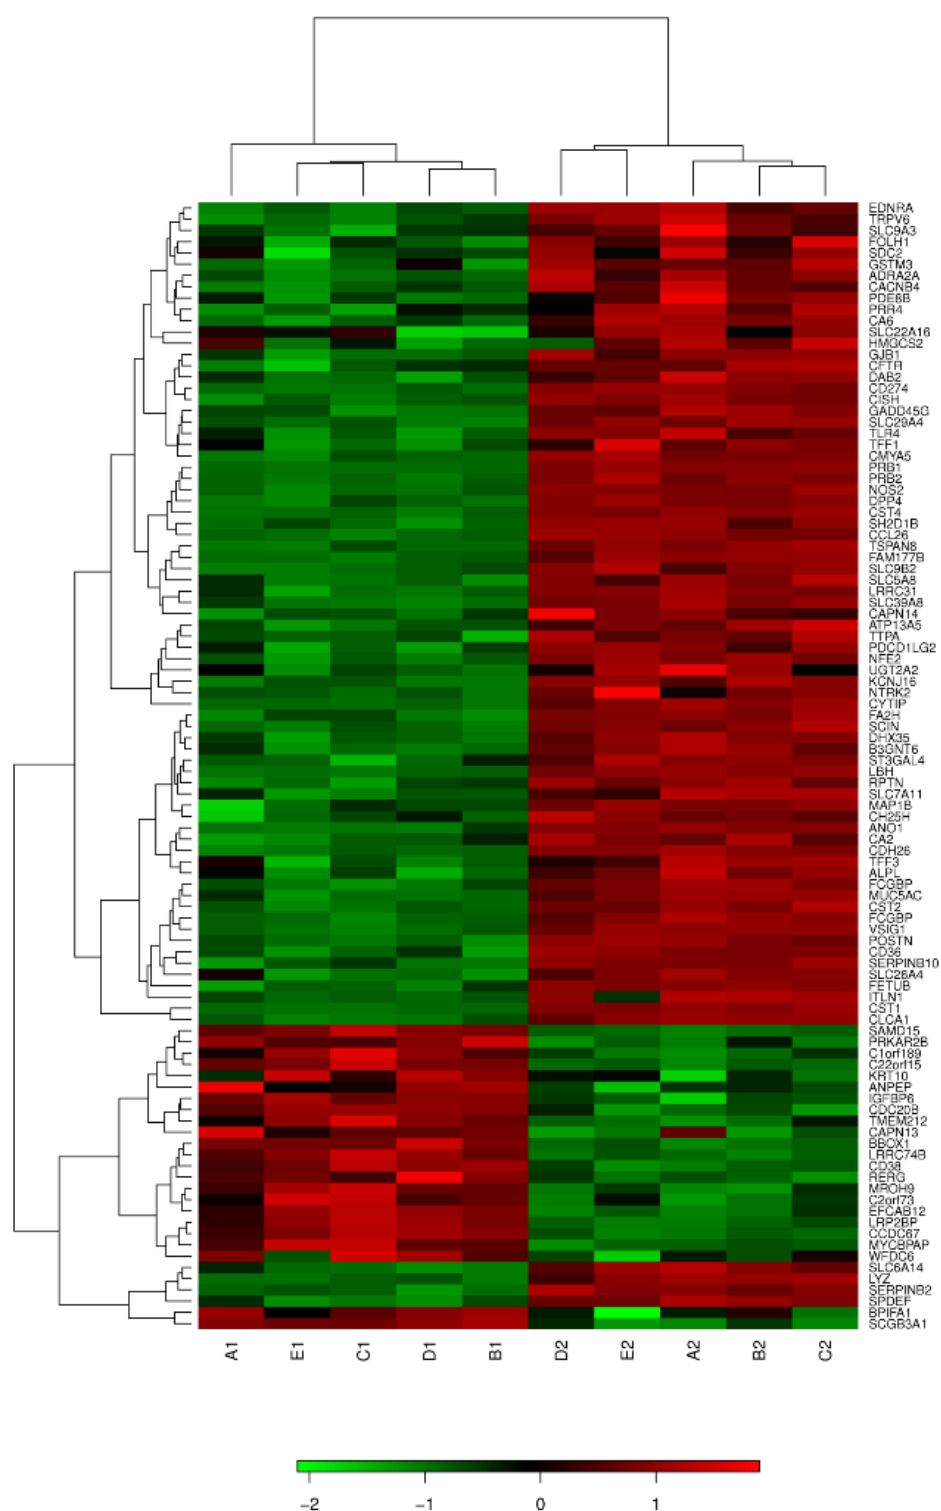 EDNRA
TRPV6
SLC9A3
FOLH1
SDC2
GSTM3
ADRA2A
CACNB4
PDE8B
PRR4
CA6
SLC22A16
HMGCS2
GJB1
CFTR
DAB2
CD274
CISH
GADD45G
SLC29A4
TLR4
TFF1
CMYA5
PRB1
PRB2
NOS2
DPP4
CST4
SH2D1B
CCL26
TSPAN8
FAM177B
SLC9B2
SLC5A8
LRRC31
SLC39A8
CAPN14
ATP13A5
TTPA
PDCD1LG2
NFE2
UGT2A2
KCNJ16
NTRK2
CYTIP
FA2H
SCIN
DHX35
B3GNT6
ST3GAL4
LBH
RPTN
SLC7A11
MAP1B
CH25H
ANO1
CA2
CDH26
TFF3
ALPL
FCGBP
MUC5AC
CST2
FCGBP
VSIG1
POSTN
CD36
SERPINB10
SLC26A4
FETUB
ITLN1
CST1
CLCA1
SAMD15
PRKAR2B
C1orf189
C22orf15
KRT10
ANPEP
IGFBP6
CDC20B
TMEM212
CAPN13
BBOX1
LRRC74B
CD38
RERG
MROH9
C2orf73
EFCAB12
LRP2BP
CCDC67
MYCBPAP
WFDC6
SLC6A14
LYZ
SERPINB2
SPDEF
BPIFA1
SCGB3A1
A1 E1 C1 D1 B1 D2 E2 A2 B2 C2
−2 −1 0 1